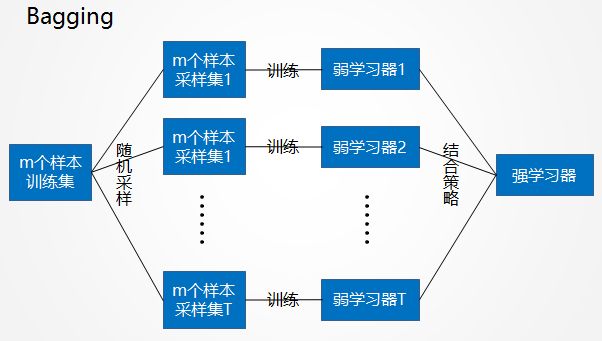 Bagging
m个样本
训练集
随机采样
m个样本
采样集1
训练
弱学习器1
m个样本
采样集1
训练
弱学习器2
m个样本
采样集T
训练
弱学习器T
结合策略
强学习器